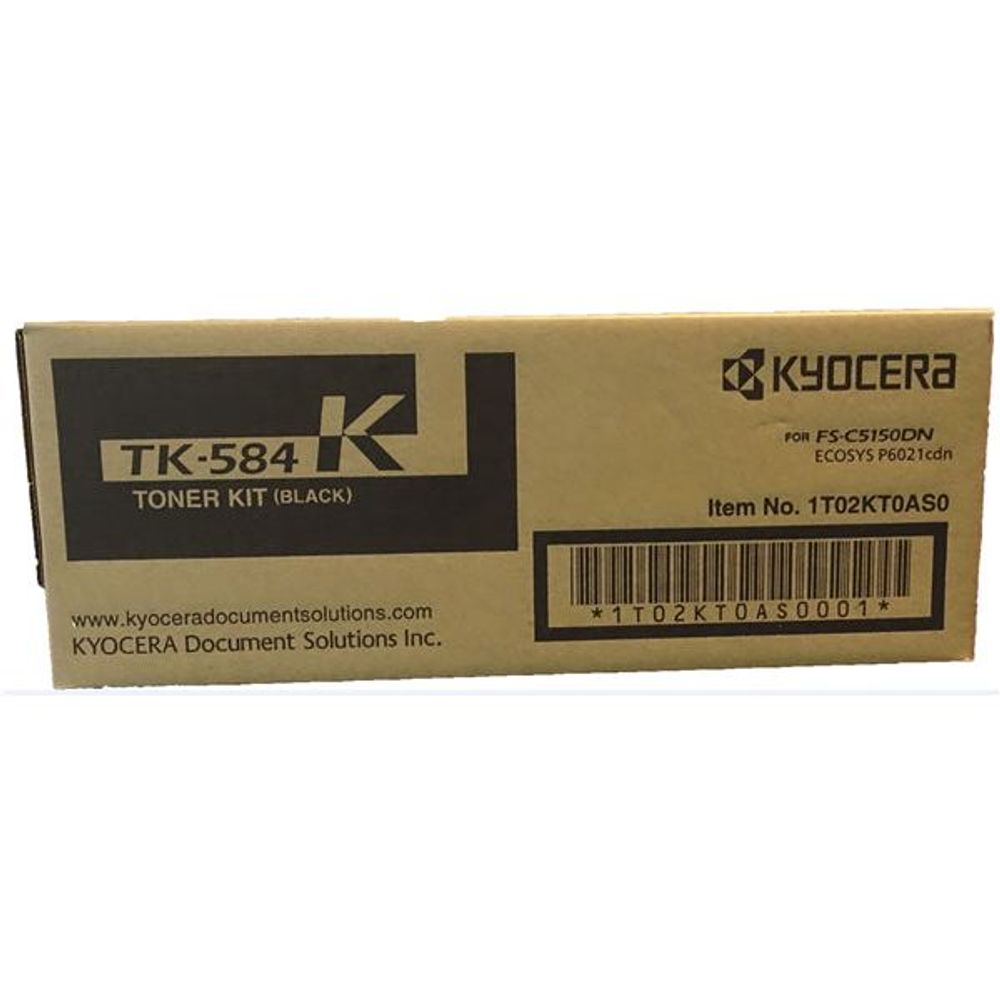 KYOCERA
TK-584 K
TONER KIT (BLACK)
FOR FS-C5150DN
ECOSYS P6021cdn
Item No. 1T02KT0AS0
*1T02KT0AS0001*
www.kyoceradocumentsolutions.com
KYOCERA Document Solutions Inc.